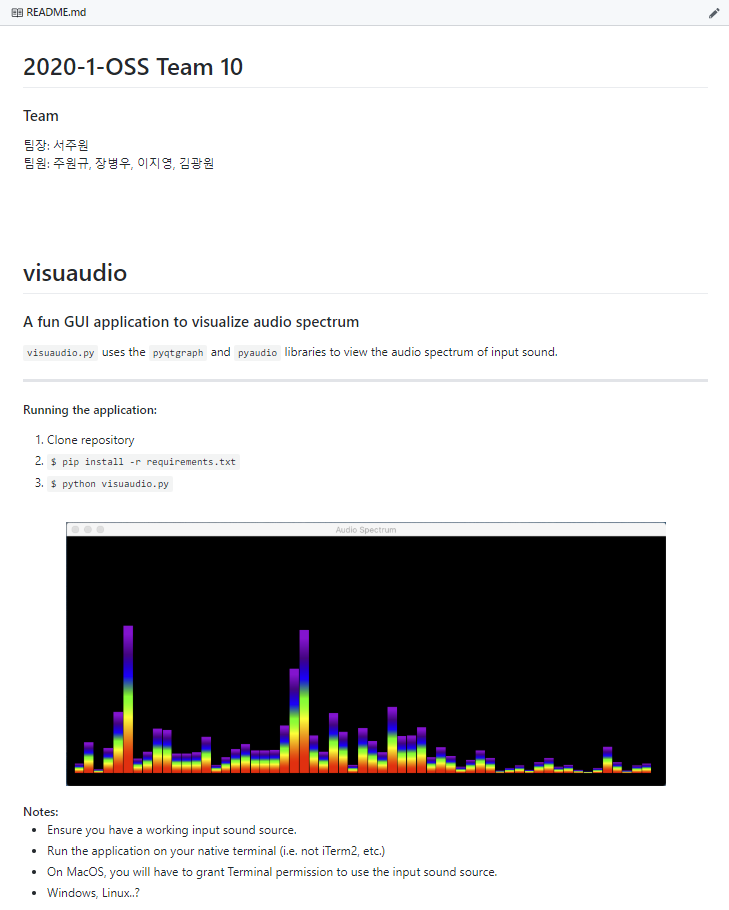 README.md
2020-1-OSS Team 10
Team
팀장: 서주원
팀원: 주원규, 장병우, 이지영, 김광원
visuaudio
A fun GUI application to visualize audio spectrum
visuaudio.py uses the pyqtgraph and pyaudio libraries to view the audio spectrum of input sound.
Running the application:
1. Clone repository
2. $ pip install -r requirements.txt
3. $ python visuaudio.py
Audio Spectrum
Notes:
• Ensure you have a working input sound source.
• Run the application on your native terminal (i.e. not iTerm2, etc.)
• On MacOS, you will have to grant Terminal permission to use the input sound source.
• Windows, Linux..?